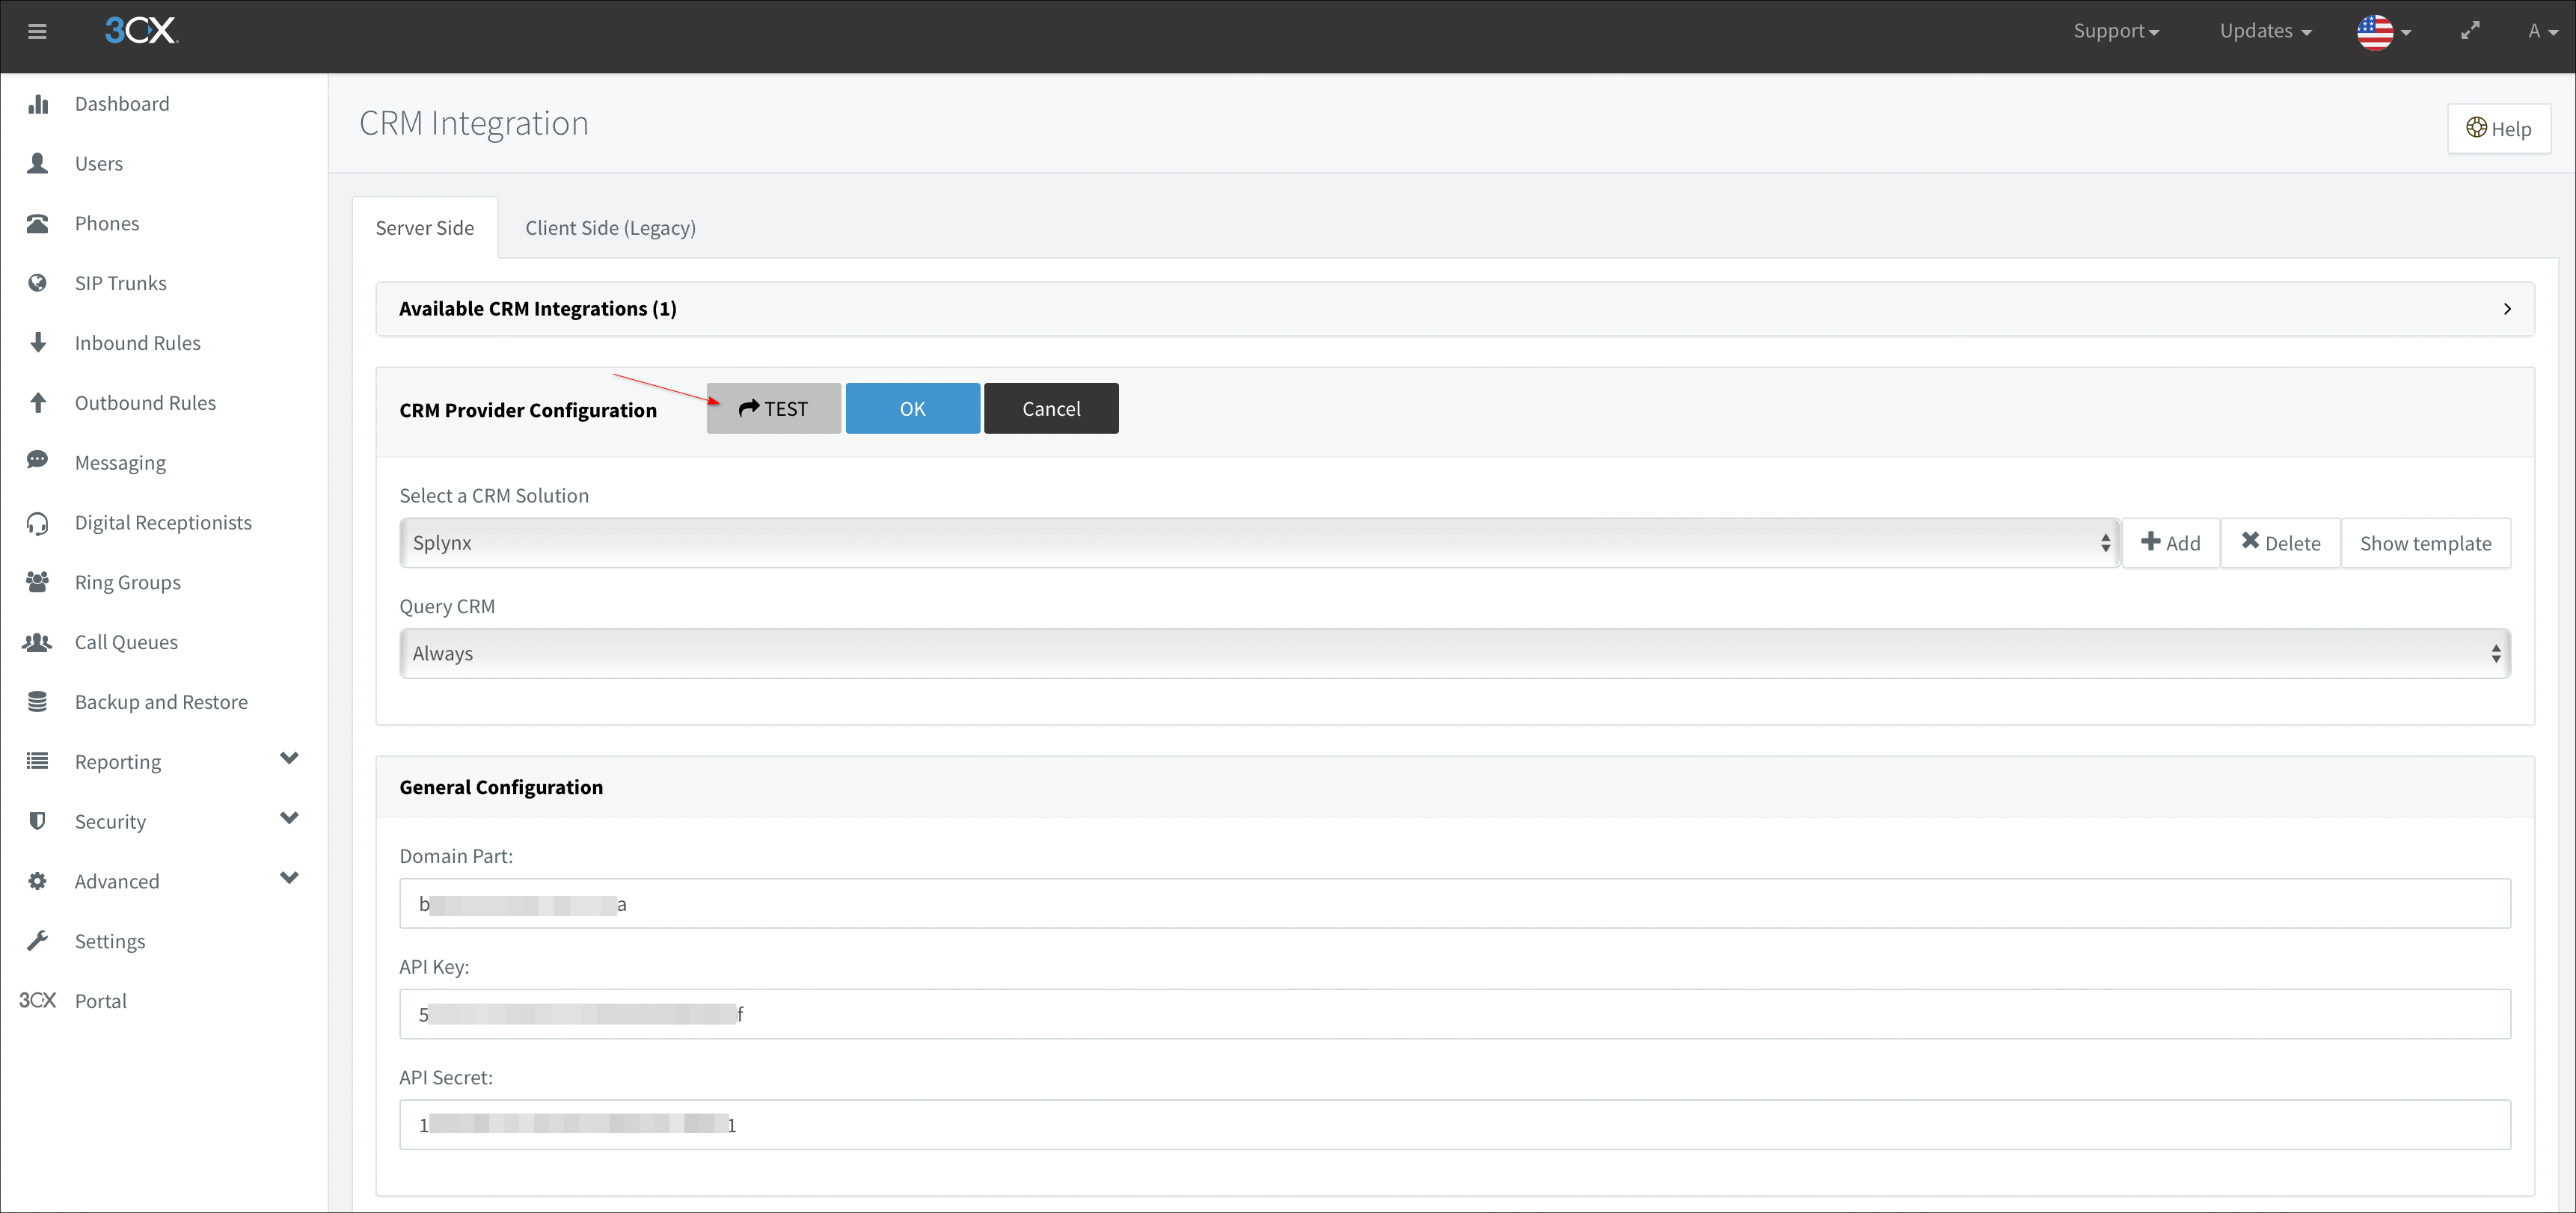 3CX
Support
Updates
A
Dashboard
Users
Phones
SIP Trunks
Inbound Rules
Outbound Rules
Messaging
Digital Receptionists
Ring Groups
Call Queues
Backup and Restore
Reporting
Security
Advanced
Settings
3CX Portal
CRM Integration
Help
Server Side
Client Side (Legacy)
Available CRM Integrations (1)
CRM Provider Configuration
TEST
OK
Cancel
Select a CRM Solution
Splynx
Add
Delete
Show template
Query CRM
Always
General Configuration
Domain Part:
b a
API Key:
5 f
API Secret:
1 1